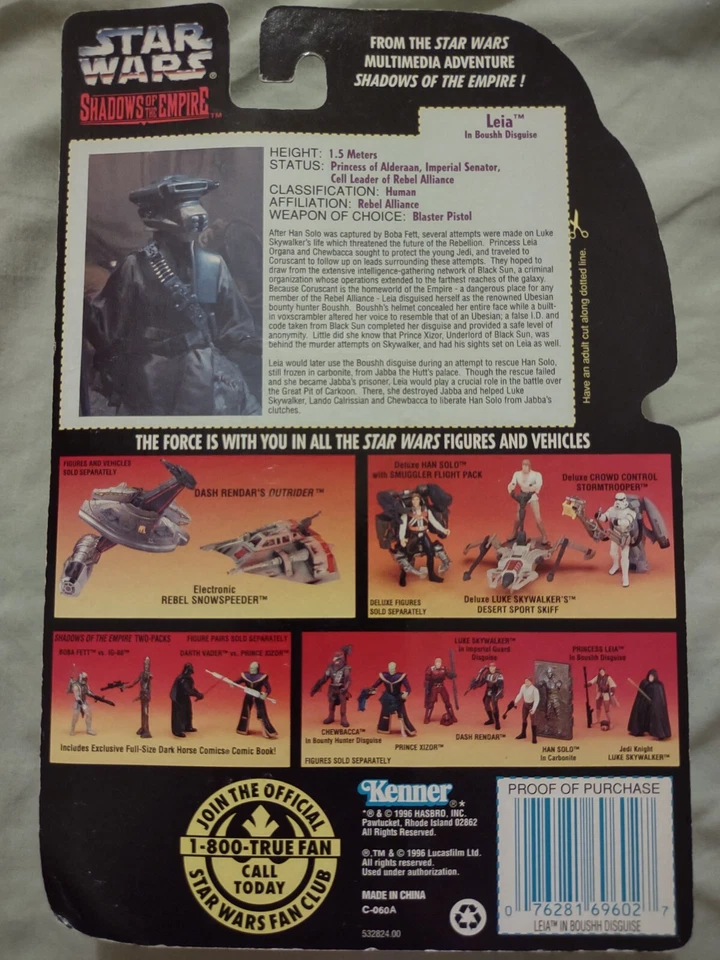 STAR
WARS®
SHADOWS OF THE EMPIRE™
FROM THE STAR WARS
MULTIMEDIA ADVENTURE
SHADOWS OF THE EMPIRE !
Leia™
In Boushh Disguise
HEIGHT: 1.5 Meters
STATUS: Princess of Alderaan, Imperial Senator,
Cell Leader of Rebel Alliance
CLASSIFICATION: Human
AFFILIATION: Rebel Alliance
WEAPON OF CHOICE: Blaster Pistol
After Han Solo was captured by Boba Fett, several attempts were made on Luke
Skywalker's life which threatened the future of the Rebellion. Princess Leia
Organa and Chewbacca sought to protect the young Jedi, and traveled to
Coruscant to follow up on leads surrounding these attempts. They hoped to
draw from the extensive intelligence-gathering network of Black Sun, a criminal
organization whose operations extended to the farthest reaches of the galaxy.
Because Coruscant is the homeworld of the Empire - a dangerous place for any
member of the Rebel Alliance - Leia disguised herself as the renowned Ubesian
bounty hunter Boushh. Boushh's helmet concealed her entire face while a built-
in voxscrambler altered her voice to resemble that of an Ubesian; a false I.D. and
code taken from Black Sun completed her disguise and provided a safe level of
anonymity. Little did she know that Prince Xizor, Underlord of Black Sun, was
behind the murder attempts on Skywalker, and had his sights set on Leia as well.
Leia would later use the Boushh disguise during an attempt to rescue Han Solo,
still frozen in carbonite, from Jabba the Hutt's palace. Though the rescue failed
and she became Jabba's prisoner, Leia would play a crucial role in the battle over
the Great Pit of Carkoon. There, she destroyed Jabba and helped Luke
Skywalker, Lando Calrissian and Chewbacca to liberate Han Solo from Jabba's
clutches.
Have an adult cut along dotted line.
THE FORCE IS WITH YOU IN ALL THE STAR WARS FIGURES AND VEHICLES
FIGURES AND VEHICLES
SOLD SEPARATELY
DASH RENDAR'S OUTRIDER™
Electronic
REBEL SNOWSPEEDER™
Deluxe HAN SOLO™
with SMUGGLER FLIGHT PACK
Deluxe CROWD CONTROL
STORMTROOPER™
DELUXE FIGURES
SOLD SEPARATELY
Deluxe LUKE SKYWALKER'S™
DESERT SPORT SKIFF
SHADOWS OF THE EMPIRE TWO-PACKS
FIGURE PAIRS SOLD SEPARATELY
BOBA FETT™ vs. IG-88™
DARTH VADER™ vs. PRINCE XIZOR™
Includes Exclusive Full-Size Dark Horse Comics® Comic Book!
LUKE SKYWALKER™
in Imperial Guard
Disguise
PRINCESS LEIA™
in Boushh Disguise
CHEWBACCA™
in Bounty Hunter Disguise
PRINCE XIZOR™
DASH RENDAR™
HAN SOLO™
In Carbonite
Jedi Knight
LUKE SKYWALKER™
FIGURES SOLD SEPARATELY
JOIN THE OFFICIAL
1-800-TRUE FAN
CALL
TODAY
STAR WARS FAN CLUB
Kenner®*
*® & © 1996 HASBRO, INC.
Pawtucket, Rhode Island 02862
All Rights Reserved.
®,TM & © 1996 Lucasfilm Ltd.
All rights reserved.
Used under authorization.
MADE IN CHINA
C-060A
532824.00
PROOF OF PURCHASE
0 76281 69602 7
LEIA™ IN BOUSHH DISGUISE